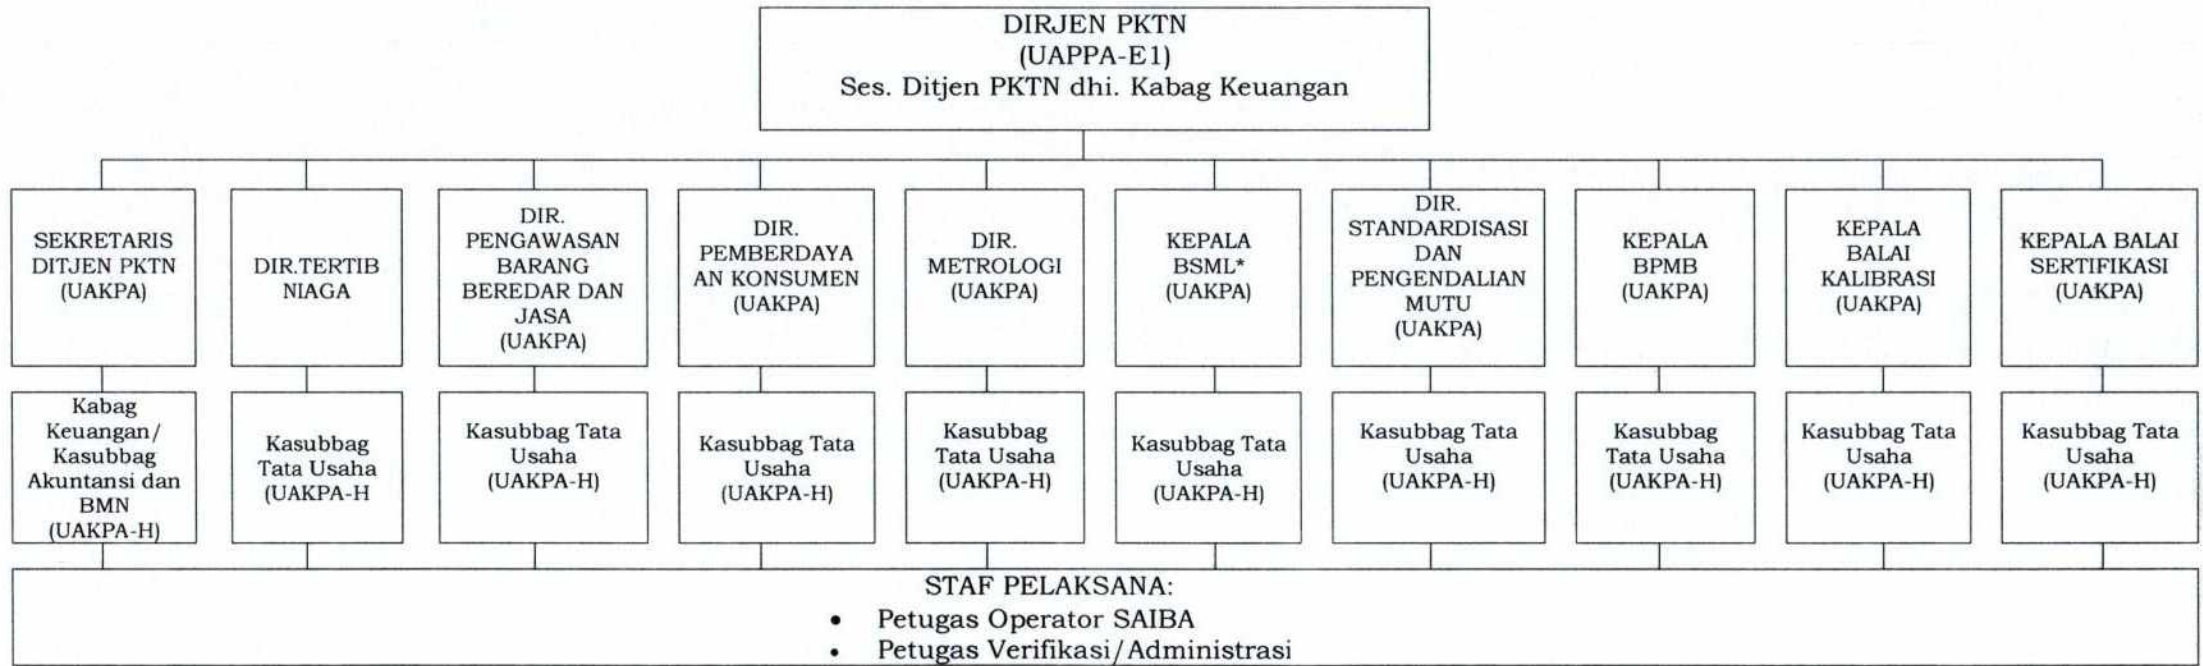 DIRJEN PKTN
(UAPPA-E1)
Ses. Ditjen PKTN dhi. Kabag Keuangan
SEKRETARIS
DITJEN PKTN
(UAKPA)
DIR.TERTIB
NIAGA
DIR.
PENGAWASAN
BARANG
BEREDAR DAN
JASA
(UAKPA)
DIR.
PEMBERDAYA
AN KONSUMEN
(UAKPA)
DIR.
METROLOGI
(UAKPA)
KEPALA
BSML*
(UAKPA)
DIR.
STANDARDISASI
DAN
PENGENDALIAN
MUTU
(UAKPA)
KEPALA
BPMB
(UAKPA)
KEPALA
BALAI
KALIBRASI
(UAKPA)
KEPALA BALAI
SERTIFIKASI
(UAKPA)
Kabag
Keuangan/
Kasubbag
Akuntansi dan
BMN
(UAKPA-H)
Kasubbag
Tata Usaha
(UAKPA-H
Kasubbag Tata
Usaha
(UAKPA-H)
Kasubbag Tata
Usaha
(UAKPA-H)
Kasubbag
Tata Usaha
(UAKPA-H)
Kasubbag Tata
Usaha
(UAKPA-H)
Kasubbag Tata
Usaha
(UAKPA-H)
Kasubbag
Tata Usaha
(UAKPA-H)
Kasubbag Tata
Usaha
(UAKPA-H)
Kasubbag Tata
Usaha
(UAKPA-H)
STAF PELAKSANA:
• Petugas Operator SAIBA
• Petugas Verifikasi/Administrasi